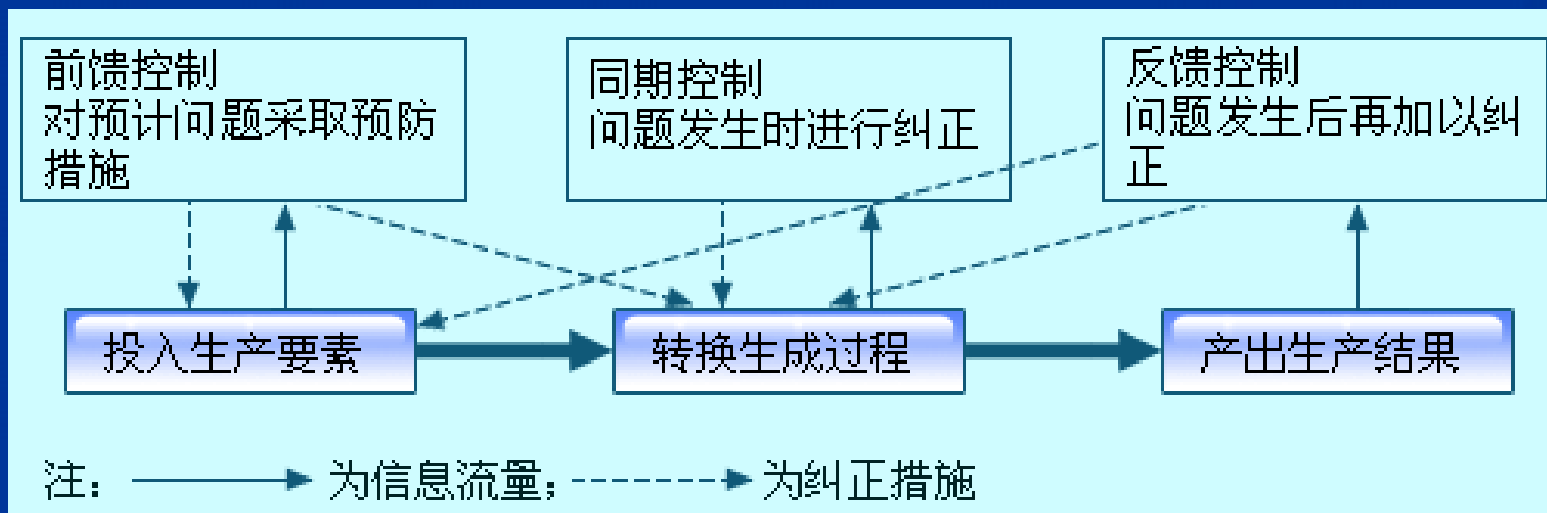 前馈控制
对预计问题采取预防
措施
同期控制
问题发生时进行纠正
反馈控制
问题发生后再加以纠
正
投入生产要素
转换生成过程
产出生产结果
注： 为信息流量； 为纠正措施